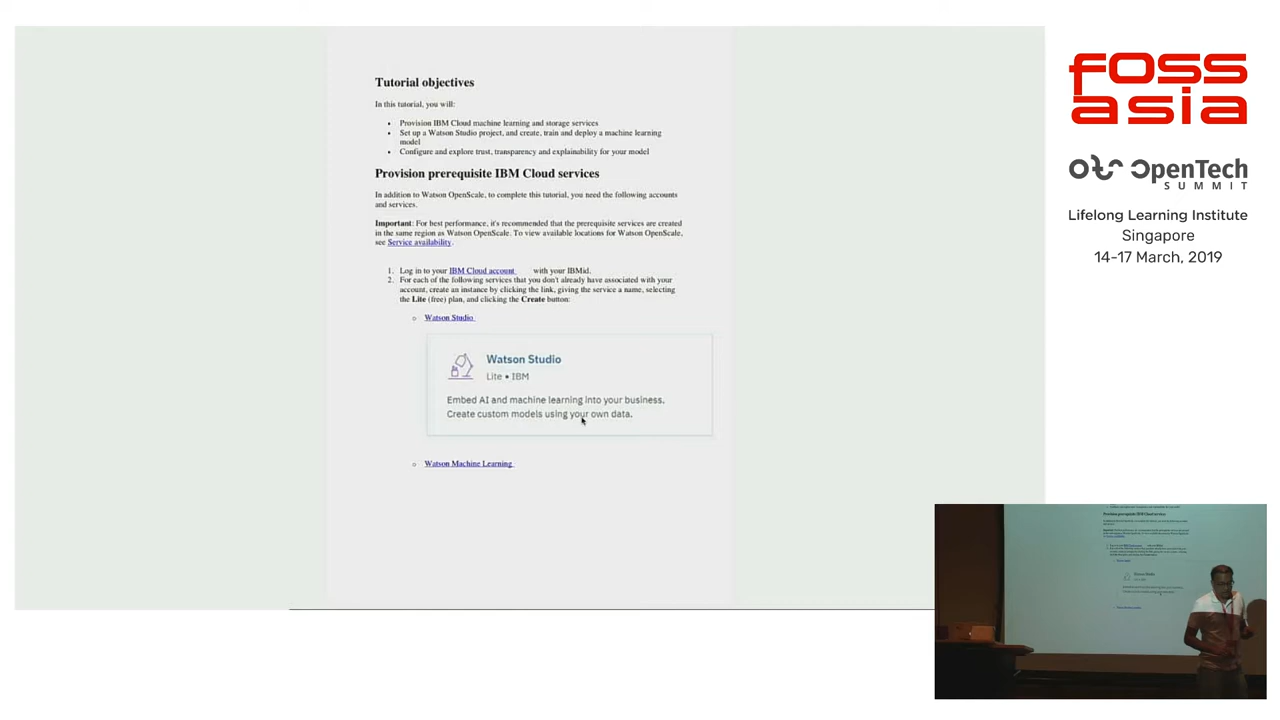 Tutorial objectives
In this tutorial, you will:
• Provision IBM Cloud machine learning and storage services
• Set up a Watson Studio project, and create, train and deploy a machine learning
model
• Configure and explore trust, transparency and explainability for your model
Provision prerequisite IBM Cloud services
In addition to Watson OpenScale, to complete this tutorial, you need the following accounts
and services.
Important: For best performance, it's recommended that the prerequisite services are created
in the same region as Watson OpenScale. To view available locations for Watson OpenScale,
see Service availability.
1. Log in to your IBM Cloud account with your IBMid.
2. For each of the following services that you don't already have associated with your
account, create an instance by clicking the link, giving the service a name, selecting
the Lite (free) plan, and clicking the Create button:
○ Watson Studio
Watson Studio
Lite • IBM
Embed AI and machine learning into your business.
Create custom models using your own data.
○ Watson Machine Learning
FOSS
asia
OpenTech
SUMMIT
Lifelong Learning Institute
Singapore
14-17 March, 2019